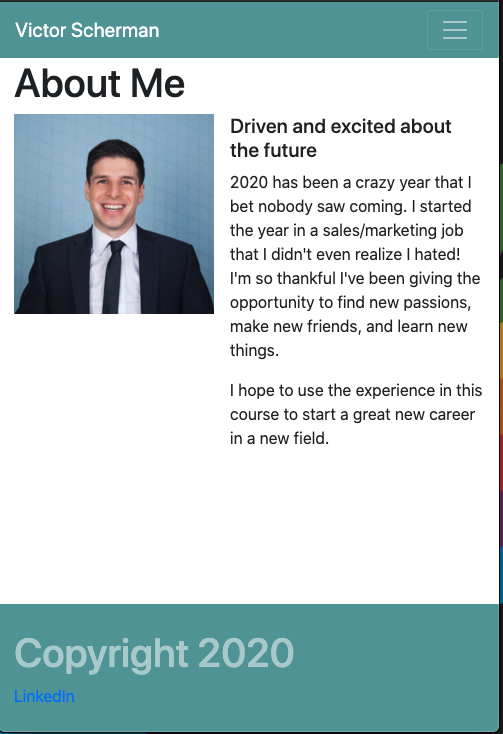 Victor Scherman
About Me
Driven and excited about
the future
2020 has been a crazy year that I
bet nobody saw coming. I started
the year in a sales/marketing job
that I didn't even realize I hated!
I'm so thankful I've been giving the
opportunity to find new passions,
make new friends, and learn new
things.
I hope to use the experience in this
course to start a great new career
in a new field.
Copyright 2020
LinkedIn